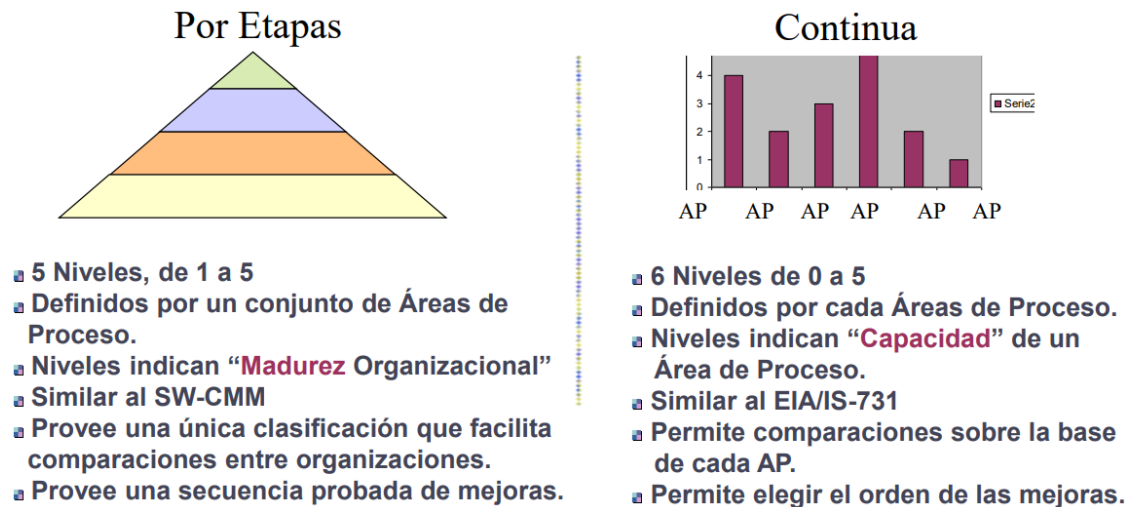 Por Etapas
5 Niveles, de 1 a 5
Definidos por un conjunto de Áreas de
Proceso.
Niveles indican “Madurez Organizacional”
Similar al SW-CMM
Provee una única clasificación que facilita
comparaciones entre organizaciones.
Provee una secuencia probada de mejoras.
Continua
4
3
2
1
0
Serie2
AP AP AP AP AP AP
6 Niveles de 0 a 5
Definidos por cada Áreas de Proceso.
Niveles indican “Capacidad” de un
Área de Proceso.
Similar al EIA/IS-731
Permite comparaciones sobre la base
de cada AP.
Permite elegir el orden de las mejoras.